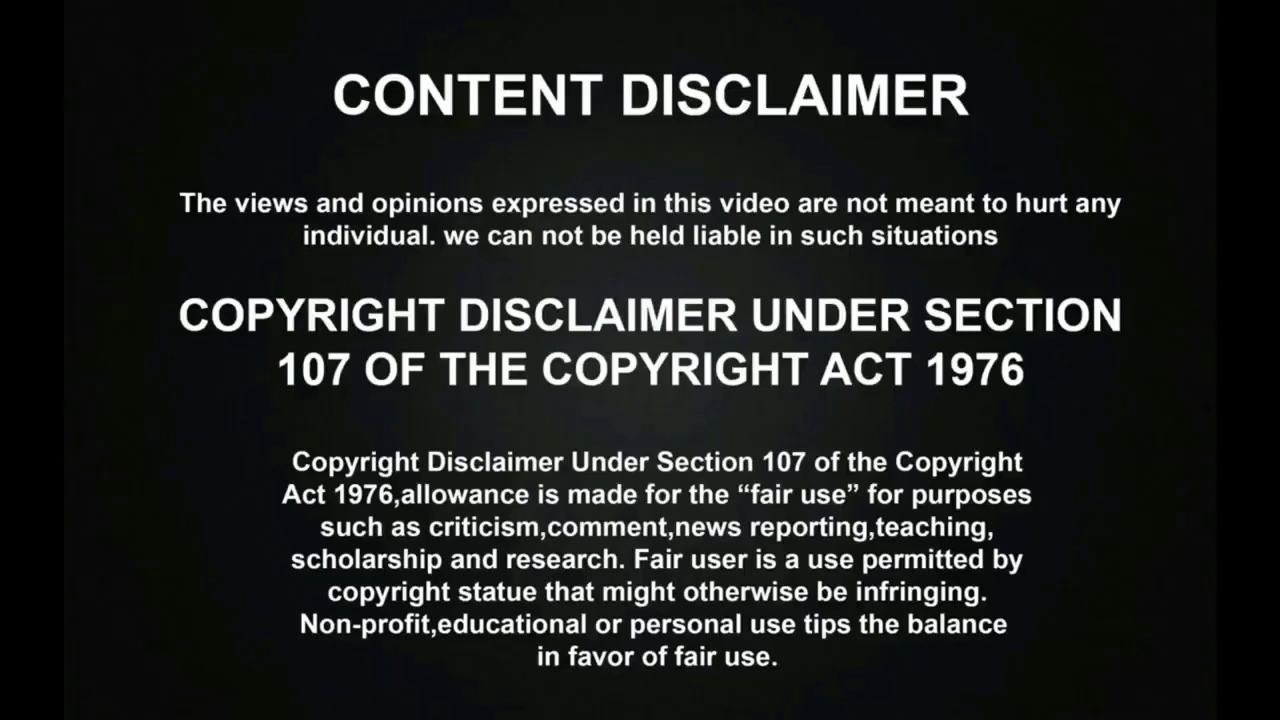 CONTENT DISCLAIMER
The views and opinions expressed in this video are not meant to hurt any
individual. we can not be held liable in such situations
COPYRIGHT DISCLAIMER UNDER SECTION
107 OF THE COPYRIGHT ACT 1976
Copyright Disclaimer Under Section 107 of the Copyright
Act 1976,allowance is made for the “fair use” for purposes
such as criticism,comment,news reporting,teaching,
scholarship and research. Fair user is a use permitted by
copyright statue that might otherwise be infringing.
Non-profit,educational or personal use tips the balance
in favor of fair use.